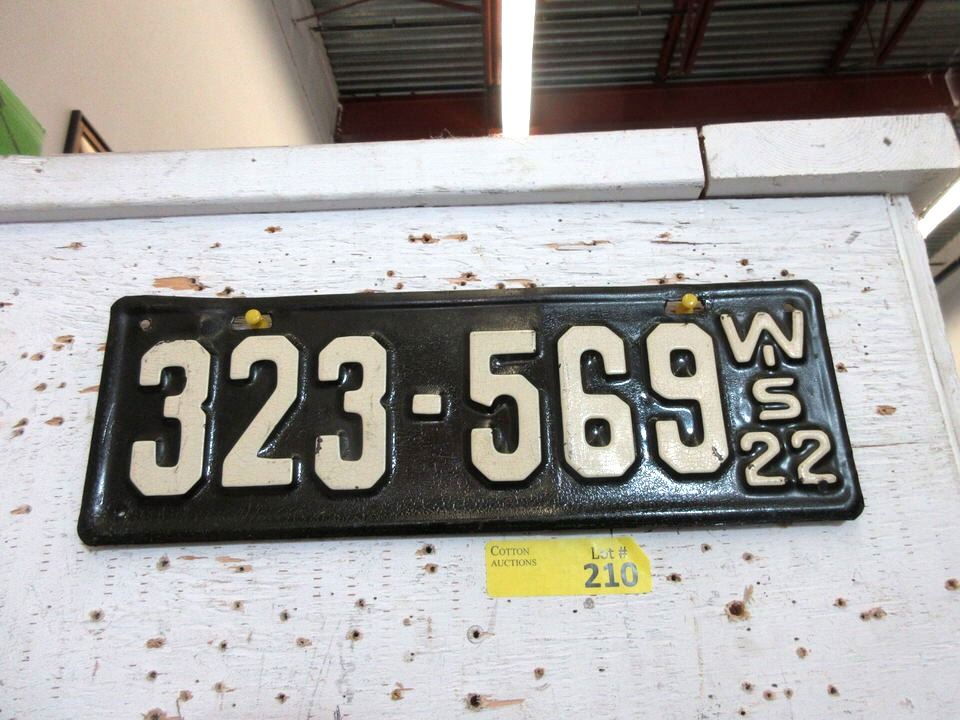 323-569
W
I
S
22
COTTON
AUCTIONS
Lot #
210